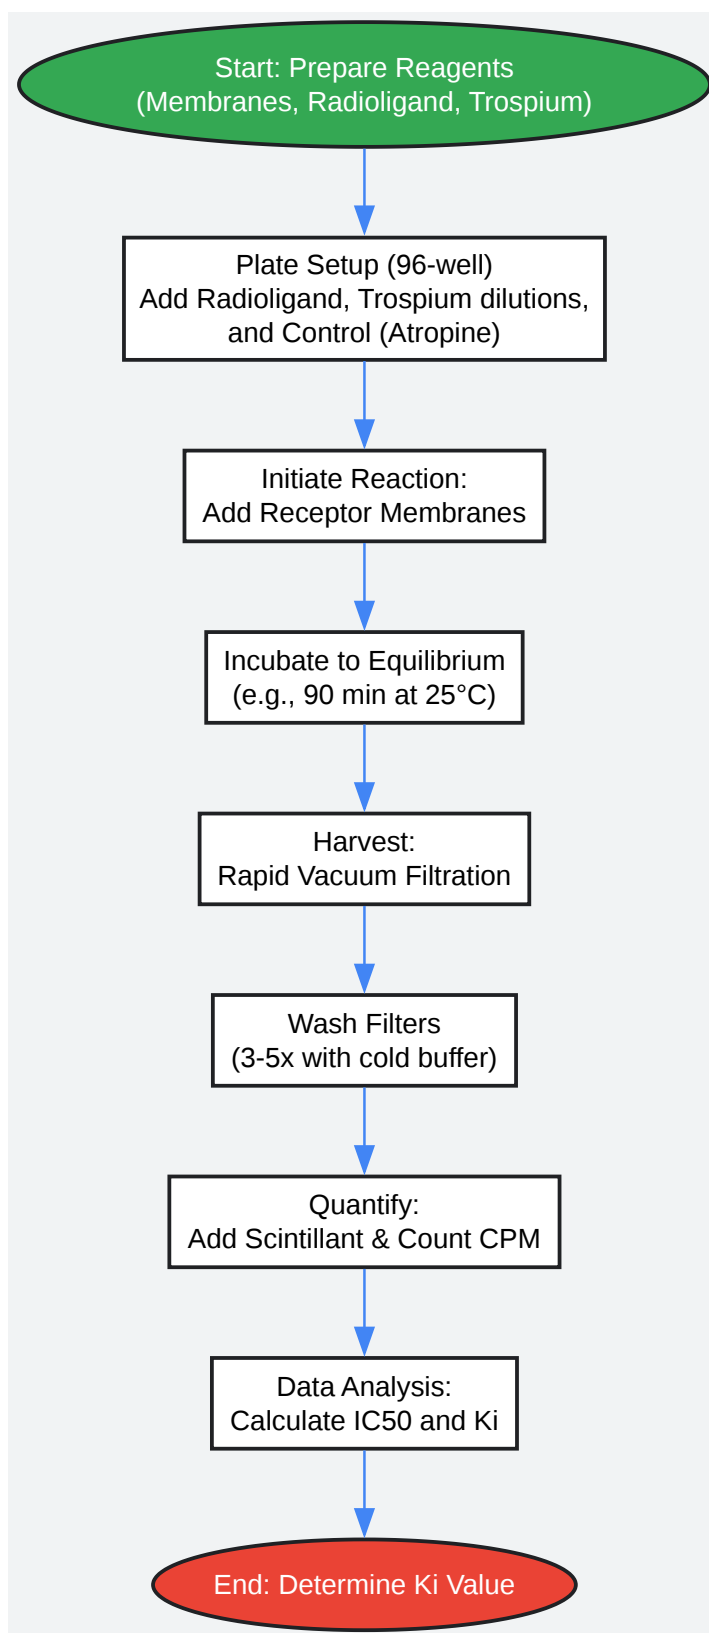 Start: Prepare Reagents
(Membranes, Radioligand, Trospium)
Plate Setup (96-well)
Add Radioligand, Trospium dilutions,
and Control (Atropine)
Initiate Reaction:
Add Receptor Membranes
Incubate to Equilibrium
(e.g., 90 min at 25°C)
Harvest:
Rapid Vacuum Filtration
Wash Filters
(3-5x with cold buffer)
Quantify:
Add Scintillant & Count CPM
Data Analysis:
Calculate IC50 and Ki
End: Determine Ki Value